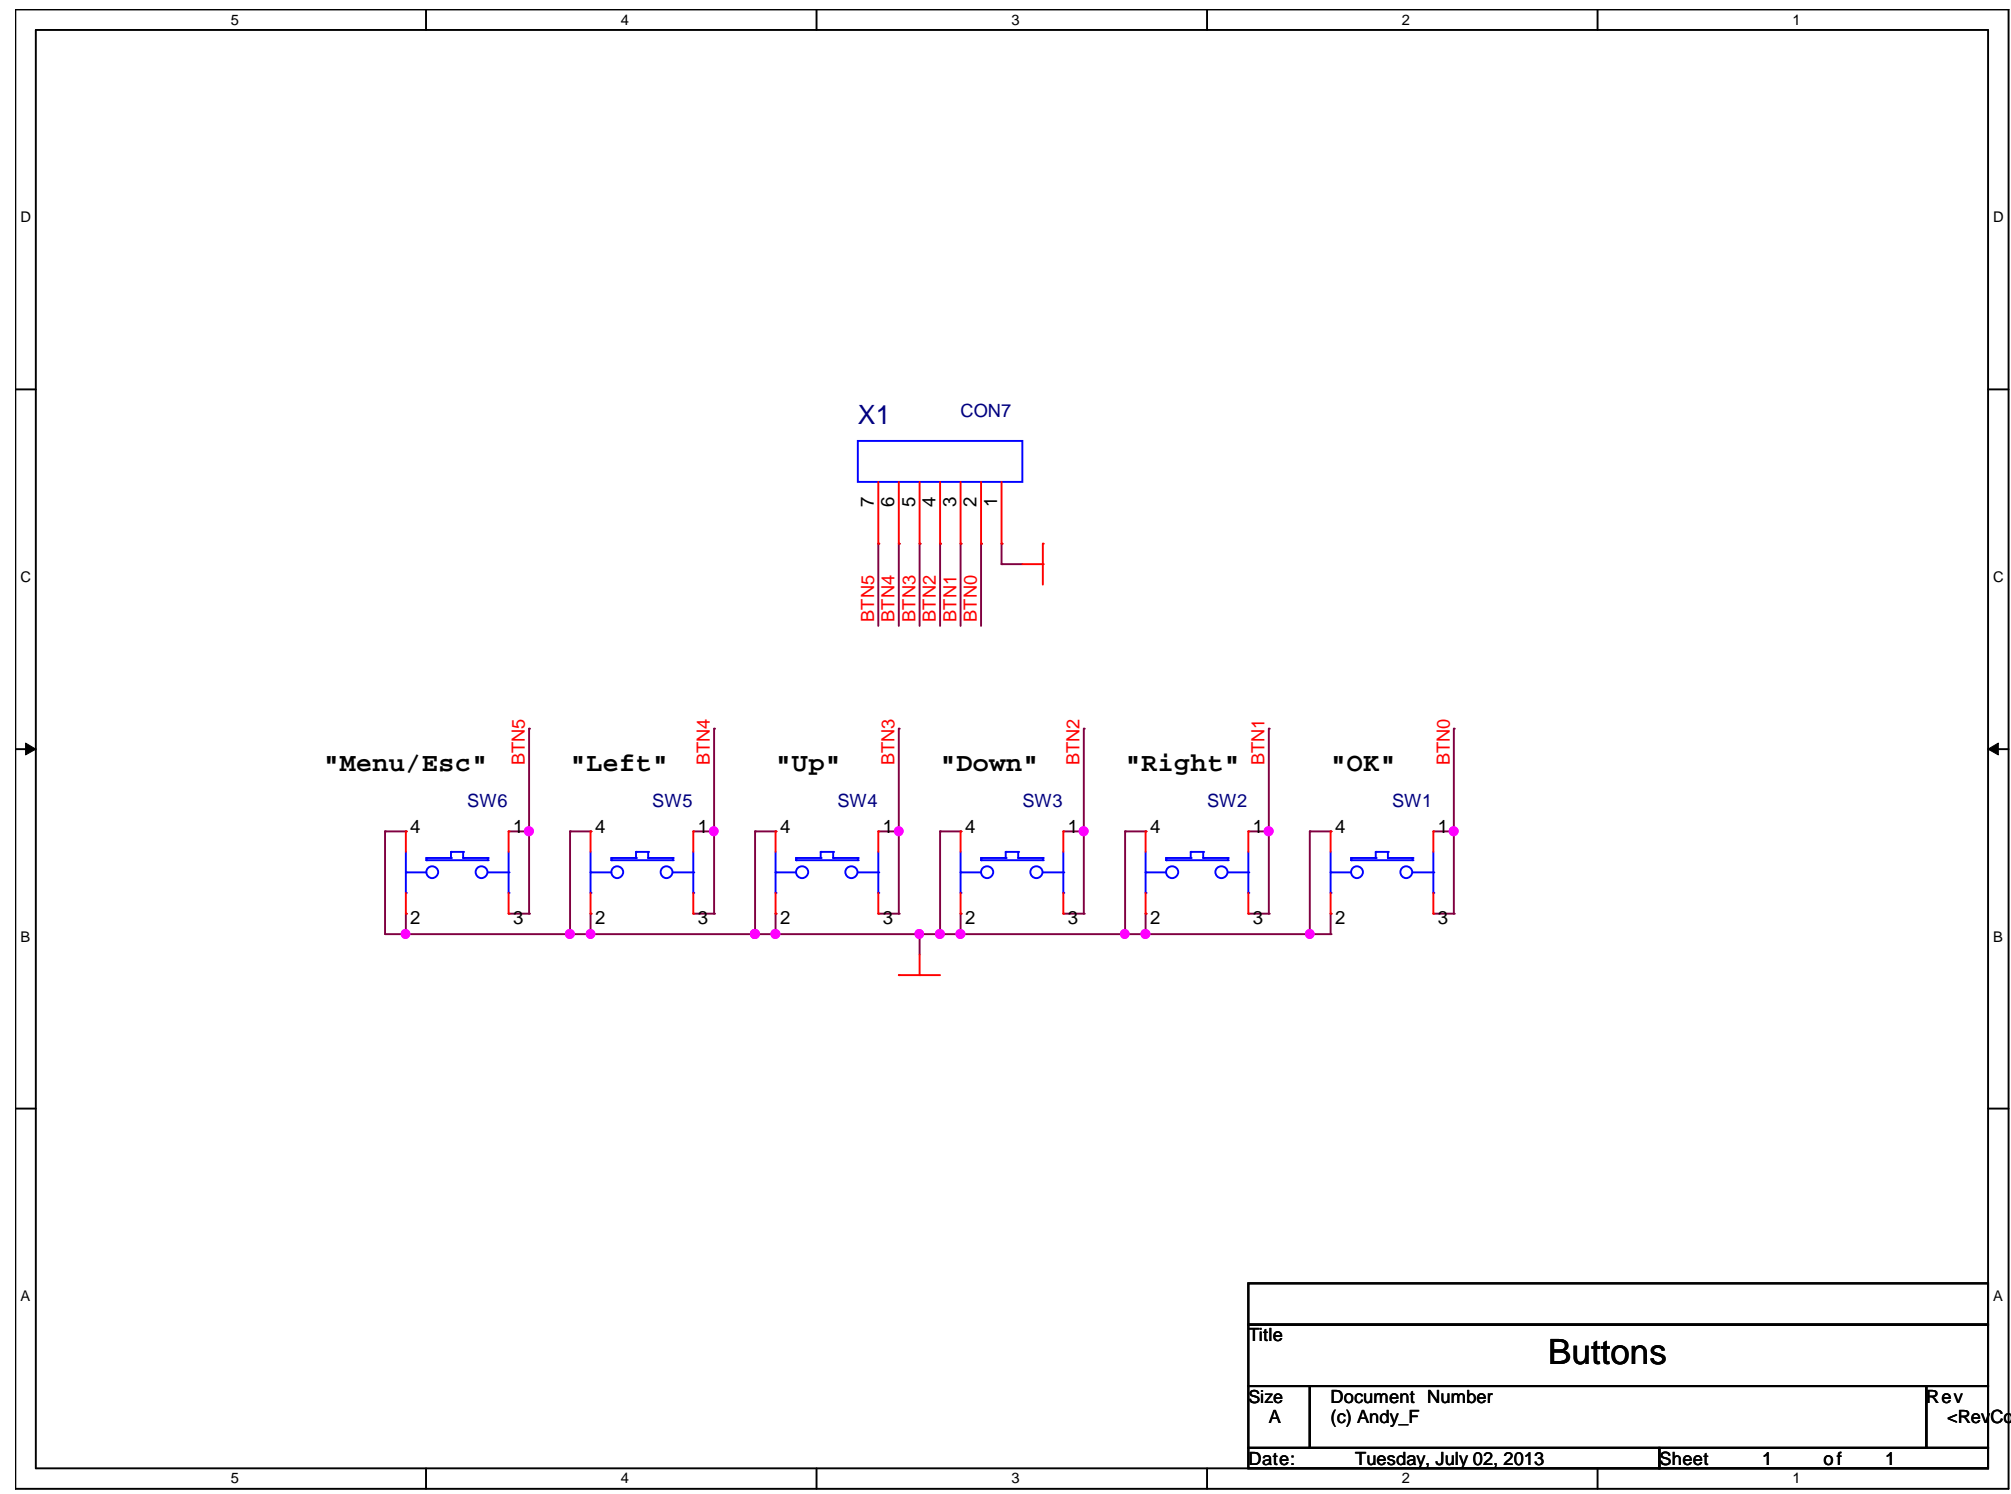 5 4 3 2 1
D D
X1 CON7
7 6 5 4 3 2 1
C C
BTN5 BTN4 BTN3 BTN2 BTN1 BTN0
BTN5 BTN4 BTN3 BTN2 BTN1 BTN0
"Menu/Esc" "Left" "Up" "Down" "Right" "OK"
SW6 SW5 SW4 SW3 SW2 SW1
4 1 4 1 4 1 4 1 4 1 4 1
2 3 2 3 2 3 2 3 2 3 2 3
B B
A A
Title
Buttons
Size Document Number Rev
A (c) Andy_F <RevCo
Date: Tuesday, July 02, 2013 Sheet 1 of 1
5 4 3 2 1